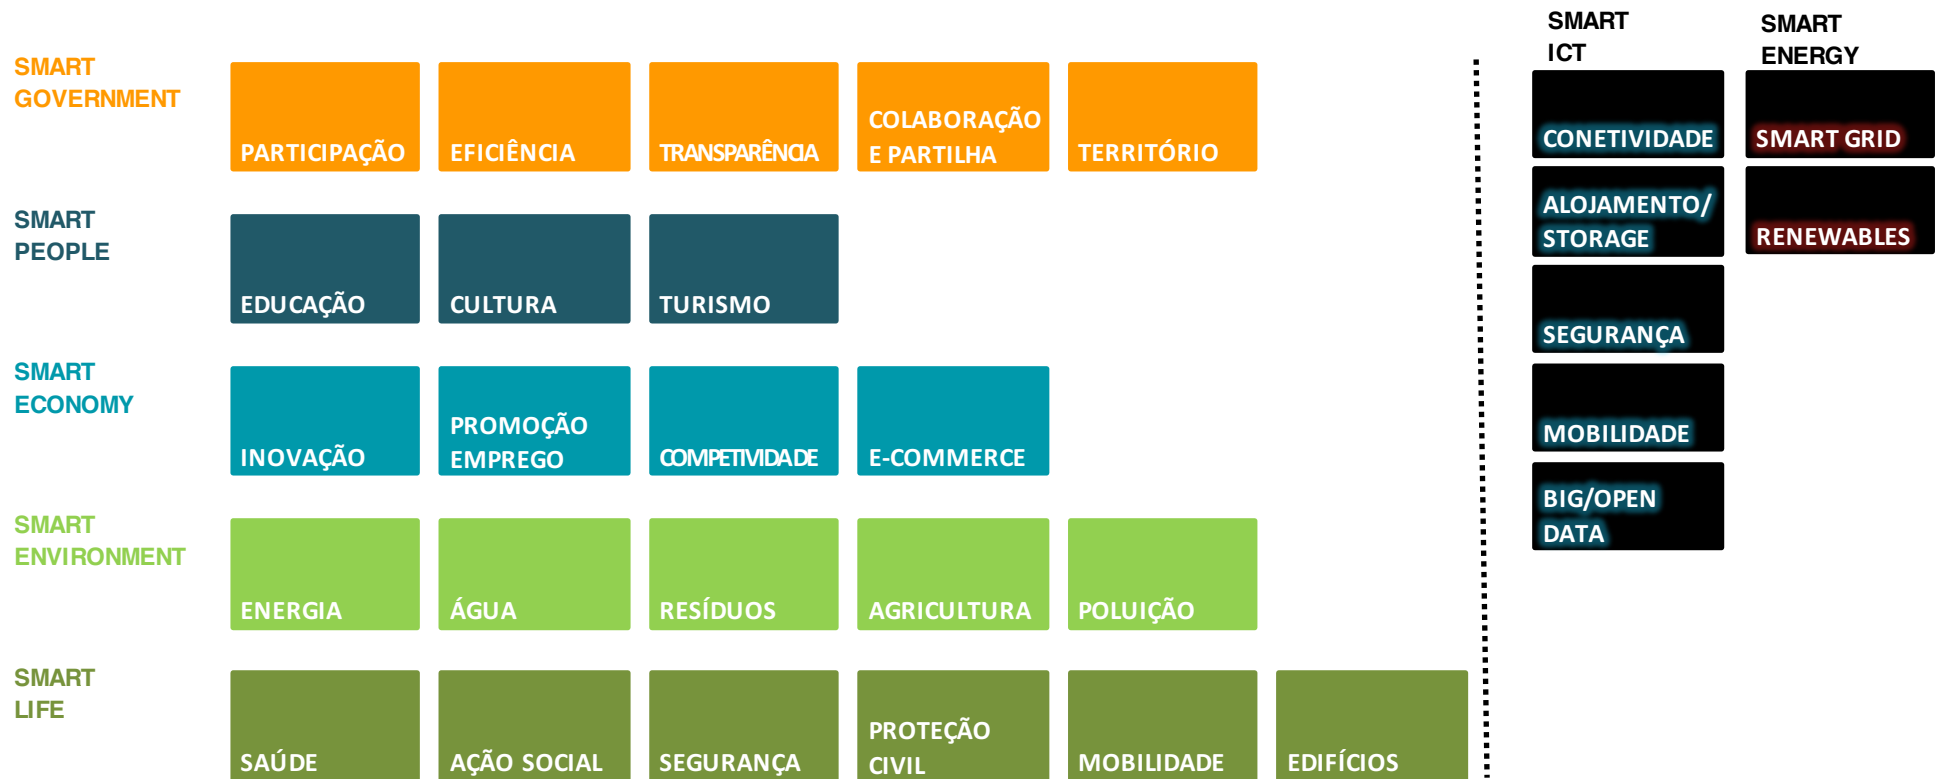 SMART
GOVERNMENT
PARTICIPAÇÃO
EFICIÊNCIA
TRANSPARÊNCIA
COLABORAÇÃO
E PARTILHA
TERRITÓRIO
SMART
PEOPLE
EDUCAÇÃO
CULTURA
TURISMO
SMART
ECONOMY
INOVAÇÃO
PROMOÇÃO
EMPREGO
COMPETIVIDADE
E-COMMERCE
SMART
ENVIRONMENT
ENERGIA
ÁGUA
RESÍDUOS
AGRICULTURA
POLUIÇÃO
SMART
LIFE
SAÚDE
AÇÃO SOCIAL
SEGURANÇA
PROTEÇÃO
CIVIL
MOBILIDADE
EDIFÍCIOS
SMART
ICT
CONETIVIDADE
ALOJAMENTO/
STORAGE
SEGURANÇA
MOBILIDADE
BIG/OPEN
DATA
SMART
ENERGY
SMART GRID
RENEWABLES